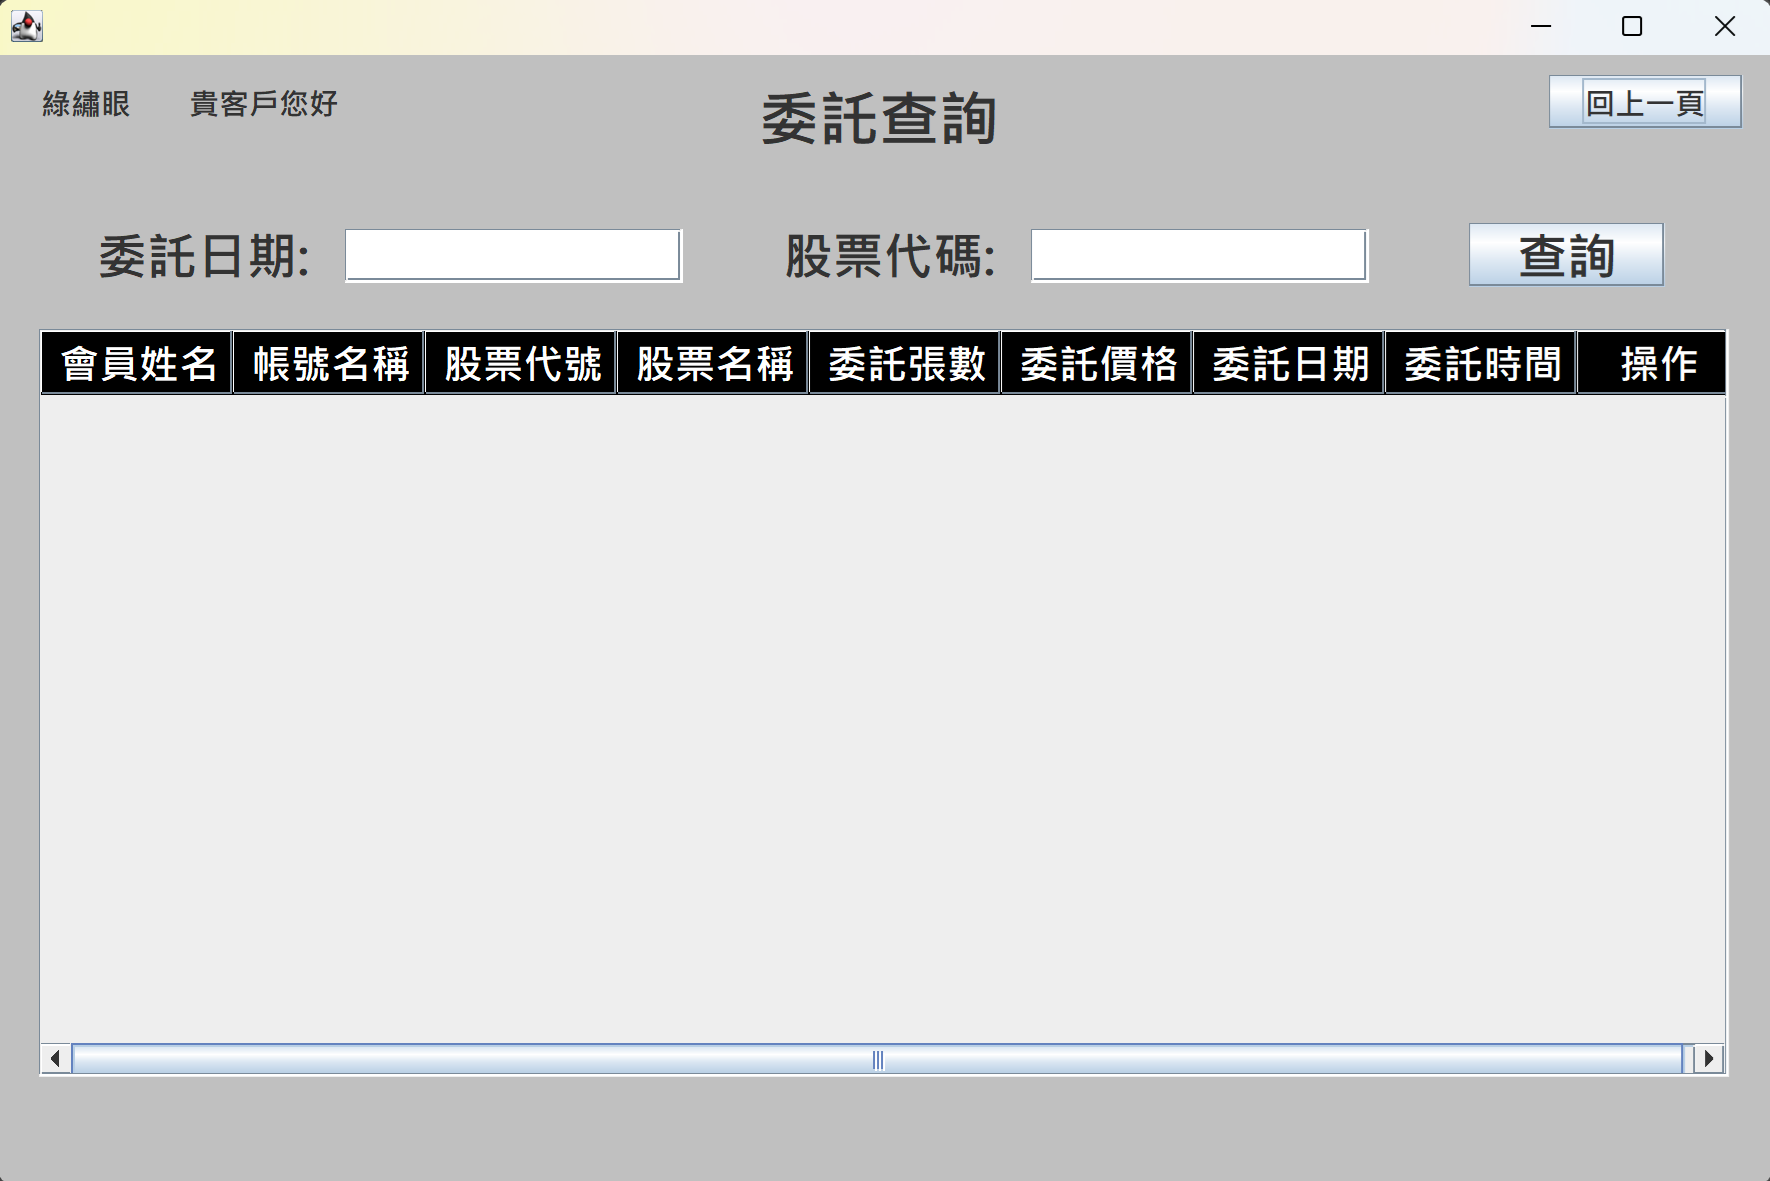 綠繡眼 貴客戶您好
委託查詢
回上一頁
委託日期:
股票代碼:
查詢
會員姓名 帳號名稱 股票代號 股票名稱 委託張數 委託價格 委託日期 委託時間 操作